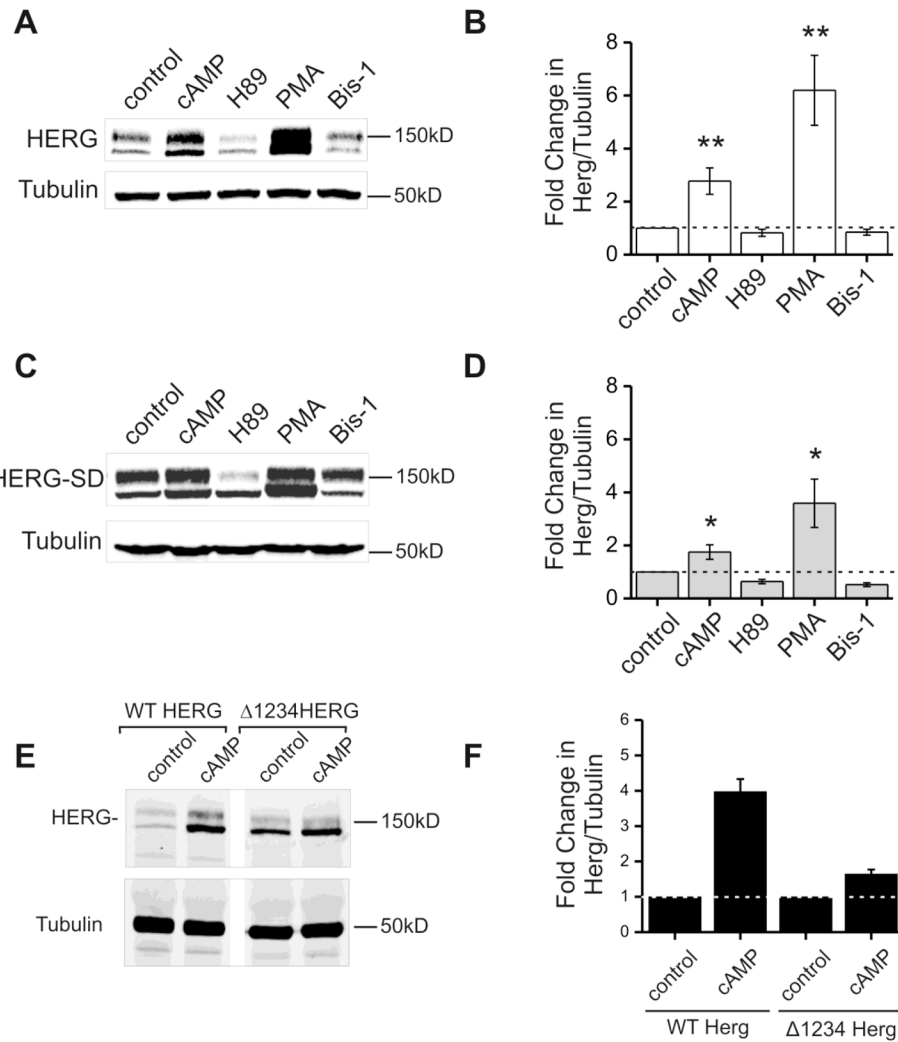 A
control cAMP H89 PMA Bis-1
HERG
150kD
Tubulin
50kD
B
Fold Change in
Herg/Tubulin
8
6
4
2
0
** **
control cAMP H89 PMA Bis-1
C
control cAMP H89 PMA Bis-1
HERG-SD
150kD
Tubulin
50kD
D
Fold Change in
Herg/Tubulin
8
6
4
2
0
* *
control cAMP H89 PMA Bis-1
E
WT HERG Δ1234HERG
control cAMP control cAMP
HERG-
150kD
Tubulin
50kD
F
Fold Change in
Herg/Tubulin
6
5
4
2
1
0
control cAMP control cAMP
WT Herg Δ1234 Herg